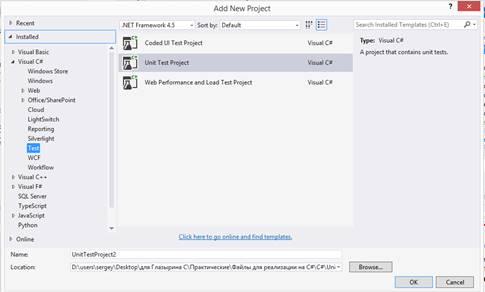 Add New Project
Recent
.NET Framework 4.5 Sort by: Default
Search Installed Templates (Ctrl+E)
Installed
Visual Basic
Visual C#
Windows Store
Windows
Web
Office/SharePoint
Cloud
LightSwitch
Reporting
Silverlight
Test
WCF
Workflow
Visual C++
Visual F#
SQL Server
TypeScript
JavaScript
Python
Online
Coded UI Test Project Visual C#
Unit Test Project Visual C#
Web Performance and Load Test Project Visual C#
Type: Visual C#
A project that contains unit tests.
Click here to go online and find templates.
Name: UnitTestProject2
Location: D:\users\sergey\Desktop\для Глазырина С\Практические\Файлы для реализации на C#\C#\Uni
Browse...
OK Cancel